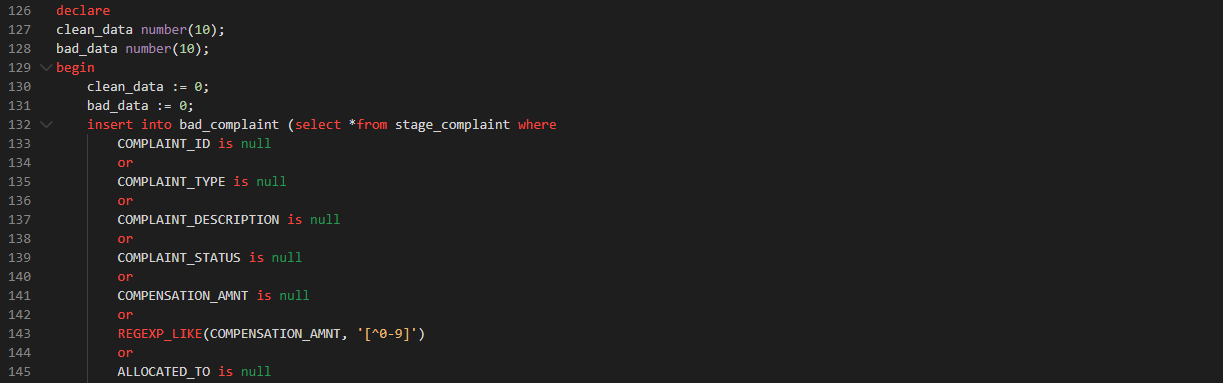 126 declare
127 clean_data number(10);
128 bad_data number(10);
129 begin
130 clean_data := 0;
131 bad_data := 0;
132 insert into bad_complaint (select *from stage_complaint where
133 COMPLAINT_ID is null
134 or
135 COMPLAINT_TYPE is null
136 or
137 COMPLAINT_DESCRIPTION is null
138 or
139 COMPLAINT_STATUS is null
140 or
141 COMPENSATION_AMNT is null
142 or
143 REGEXP_LIKE(COMPENSATION_AMNT, '[^0-9]')
144 or
145 ALLOCATED_TO is null